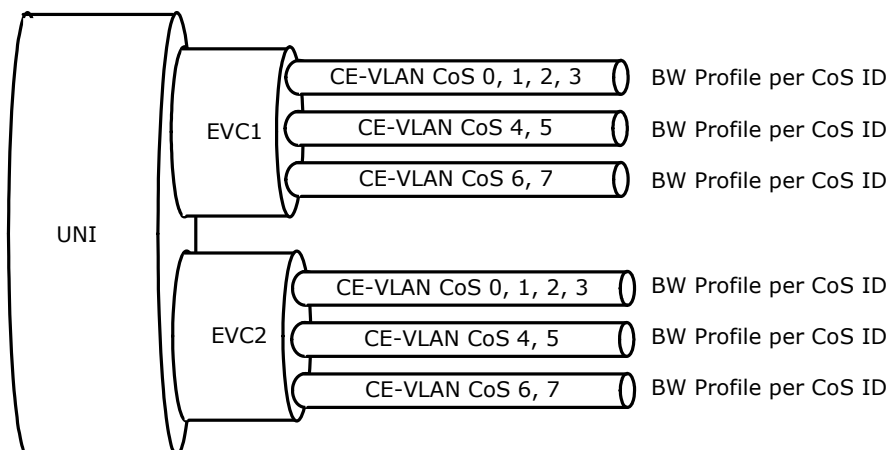 CE-VLAN CoS 0, 1, 2, 3 BW Profile per CoS ID
EVC1 CE-VLAN CoS 4, 5 BW Profile per CoS ID
CE-VLAN CoS 6, 7 BW Profile per CoS ID
UNI
CE-VLAN CoS 0, 1, 2, 3 BW Profile per CoS ID
EVC2 CE-VLAN CoS 4, 5 BW Profile per CoS ID
CE-VLAN CoS 6, 7 BW Profile per CoS ID